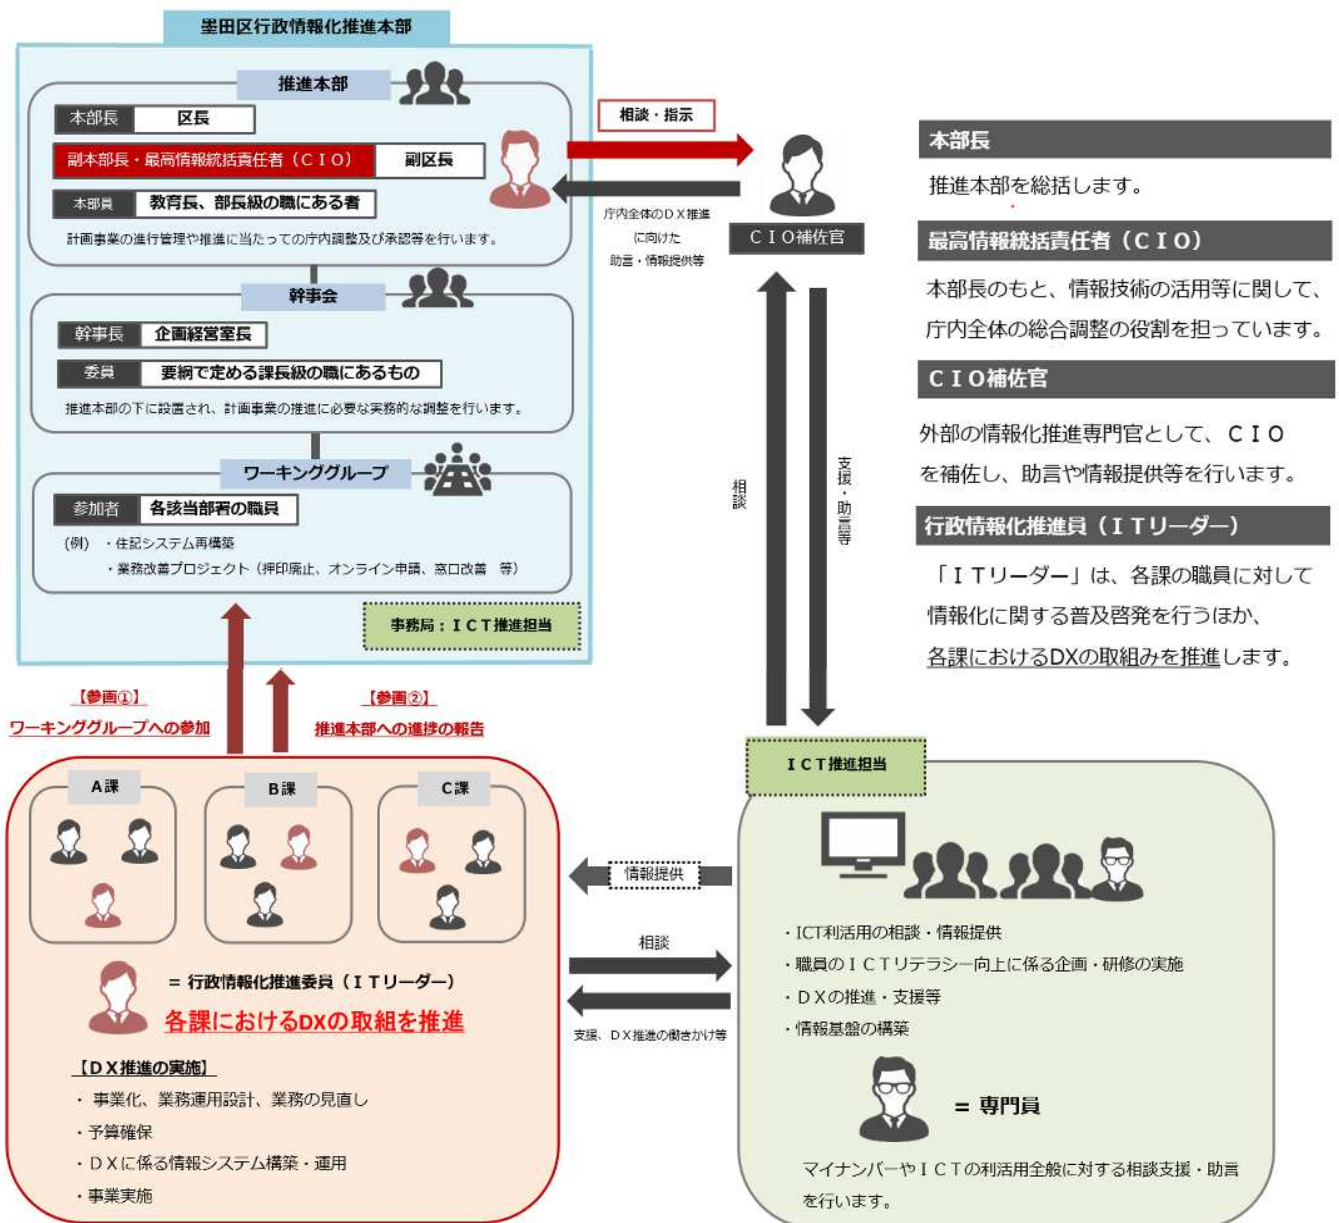 墨田区行政情報化推進本部
推進本部
本部長 区長
副本部長・最高情報統括責任者（ＣＩＯ） 副区長
本部員 教育長、部長級の職にある者
計画事業の進行管理や推進に当たっての庁内調整及び承認等を行います。
幹事会
幹事長 企画経営室長
委員 要綱で定める課長級の職にあるもの
推進本部の下に設置され、計画事業の推進に必要な実務的な調整を行います。
ワーキンググループ
参加者 各該当部署の職員
(例) ・住記システム再構築
・業務改善プロジェクト（押印廃止、オンライン申請、窓口改善 等）
事務局：ＩＣＴ推進担当
相談・指示
庁内全体のＤＸ推進
に向けた
助言・情報提供等
ＣＩＯ補佐官
相談
支援・助言等
本部長
推進本部を総括します。
最高情報統括責任者（ＣＩＯ）
本部長のもと、情報技術の活用等に関して、
庁内全体の総合調整の役割を担っています。
ＣＩＯ補佐官
外部の情報化推進専門官として、ＣＩＯ
を補佐し、助言や情報提供等を行います。
行政情報化推進員（ＩＴリーダー）
「ＩＴリーダー」は、各課の職員に対して
情報化に関する普及啓発を行うほか、
各課におけるDXの取組みを推進します。
【参画①】
ワーキンググループへの参加
【参画②】
推進本部への進捗の報告
Ａ課
Ｂ課
Ｃ課
= 行政情報化推進委員（ＩＴリーダー）
各課におけるDXの取組を推進
【ＤＸ推進の実施】
・ 事業化、業務運用設計、業務の見直し
・予算確保
・ＤＸに係る情報システム構築・運用
・事業実施
情報提供
相談
支援、ＤＸ推進の働きかけ等
ＩＣＴ推進担当
・ICT利活用の相談・情報提供
・職員のＩＣＴリテラシー向上に係る企画・研修の実施
・ＤＸの推進・支援等
・情報基盤の構築
= 専門員
マイナンバーやＩＣＴの利活用全般に対する相談支援・助言
を行います。